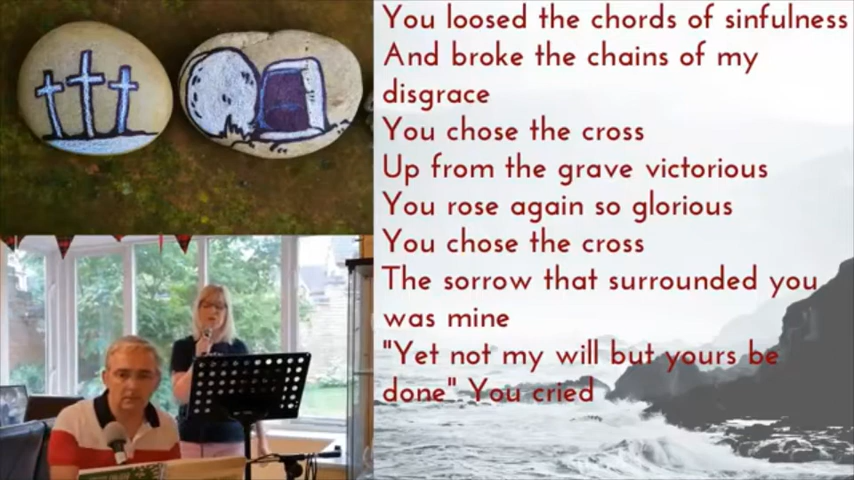 You loosed the chords of sinfulness
And broke the chains of my
disgrace
You chose the cross
Up from the grave victorious
You rose again so glorious
You chose the cross
The sorrow that surrounded you
was mine
"Yet not my will but yours be
done" You cried